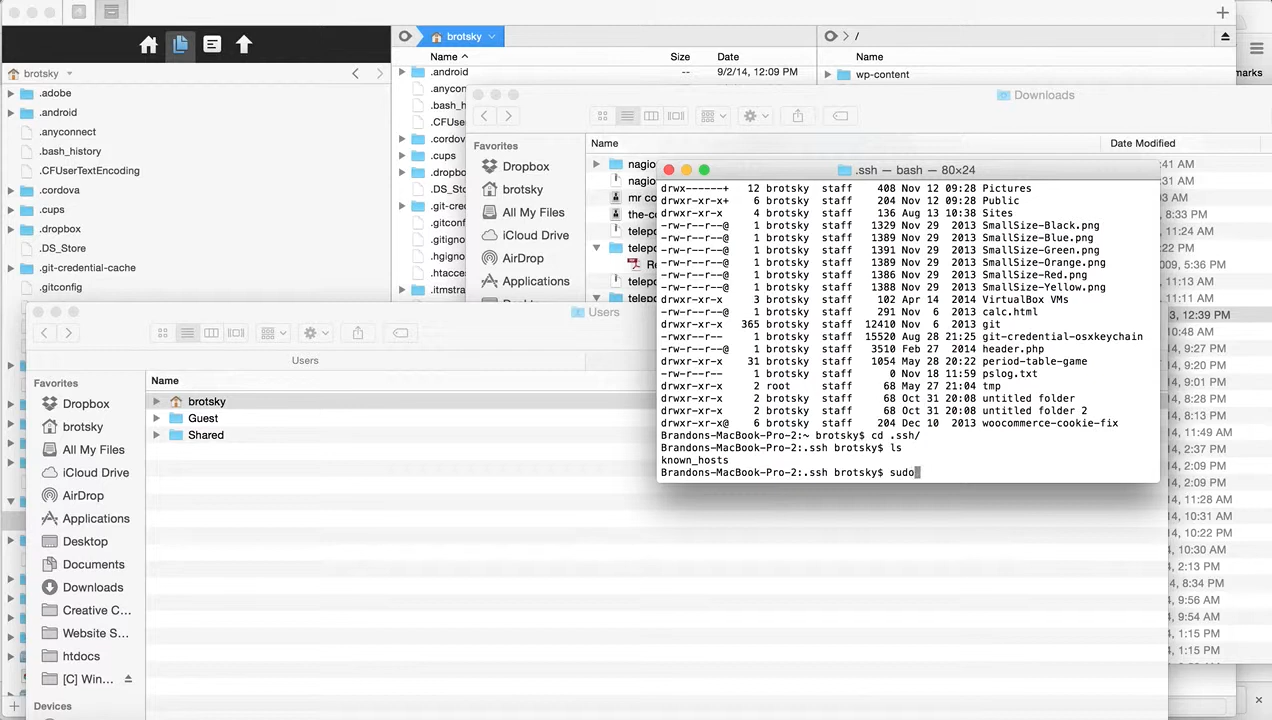 brotsky
.adobe
.android
.anyconnect
.bash_history
.CFUserTextEncoding
.cordova
.cups
.dropbox
.DS_Store
.git-credential-cache
.gitconfig
brotsky
/
Name
Size
Date
Name
.android
--
9/2/14, 12:09 PM
wp-content
marks
Downloads
Favorites
Dropbox
brotsky
All My Files
iCloud Drive
AirDrop
Applications
Name
Date Modified
.ssh — bash — 80×24
drwx------+ 12 brotsky staff 408 Nov 12 09:28 Pictures
drwxr-xr-x+ 6 brotsky staff 204 Nov 12 09:28 Public
drwxr-xr-x 4 brotsky staff 136 Aug 13 10:38 Sites
-rw-r--r--@ 1 brotsky staff 1329 Nov 29 2013 SmallSize-Black.png
-rw-r--r--@ 1 brotsky staff 1389 Nov 29 2013 SmallSize-Blue.png
-rw-r--r--@ 1 brotsky staff 1391 Nov 29 2013 SmallSize-Green.png
-rw-r--r--@ 1 brotsky staff 1389 Nov 29 2013 SmallSize-Orange.png
-rw-r--r--@ 1 brotsky staff 1386 Nov 29 2013 SmallSize-Red.png
-rw-r--r--@ 1 brotsky staff 1388 Nov 29 2013 SmallSize-Yellow.png
drwxr-xr-x 3 brotsky staff 102 Apr 14 2014 VirtualBox VMs
-rw-r--r--@ 1 brotsky staff 291 Nov 6 2013 calc.html
drwxr-xr-x 365 brotsky staff 12410 Nov 6 2013 git
-rwxr-xr-x 1 brotsky staff 15520 Aug 28 21:25 git-credential-osxkeychain
-rw-r--r--@ 1 brotsky staff 3510 Feb 27 2014 header.php
drwxr-xr-x 31 brotsky staff 1054 May 28 20:22 period-table-game
-rw-r--r-- 1 brotsky staff 0 Nov 18 11:59 pslog.txt
drwxr-xr-x 2 root staff 68 May 27 21:04 tmp
drwxr-xr-x 2 brotsky staff 68 Oct 31 20:08 untitled folder
drwxr-xr-x 2 brotsky staff 68 Oct 31 20:08 untitled folder 2
drwxr-xr-x@ 6 brotsky staff 204 Dec 10 2013 woocommerce-cookie-fix
Brandons-MacBook-Pro-2:~ brotsky$ cd .ssh/
Brandons-MacBook-Pro-2:.ssh brotsky$ ls
known_hosts
Brandons-MacBook-Pro-2:.ssh brotsky$ sudo
Users
Users
Favorites
Dropbox
brotsky
All My Files
iCloud Drive
AirDrop
Applications
Desktop
Documents
Downloads
Creative C...
Website S...
htdocs
[C] Win...
Devices
Name
brotsky
Guest
Shared